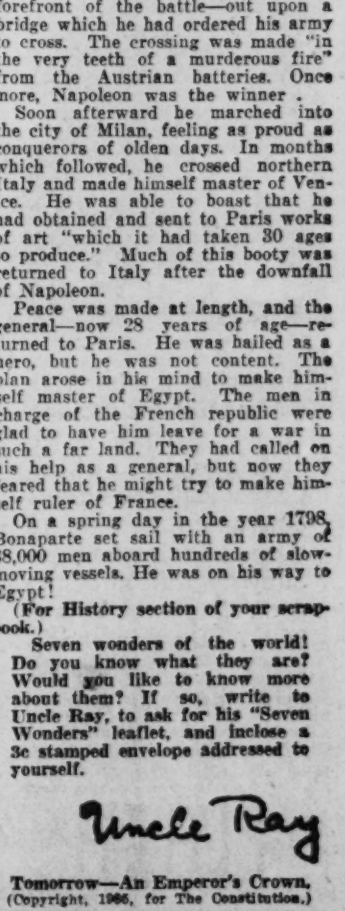 forefront of the battle—out upon a
bridge which he had ordered his army
to cross. The crossing was made "in
the very teeth of a murderous fire"
from the Austrian batteries. Once
more, Napoleon was the winner.
Soon afterward he marched into
the city of Milan, feeling as proud as
conquerors of olden days. In months
which followed, he crossed northern
Italy and made himself master of Ven-
ice. He was able to boast that he
had obtained and sent to Paris works
of art "which it had taken 30 ages
to produce." Much of this booty was
returned to Italy after the downfall
of Napoleon.
Peace was made at length, and the
general—now 28 years of age—re-
turned to Paris. He was hailed as a
hero, but he was not content. The
plan arose in his mind to make him-
self master of Egypt. The men in
charge of the French republic were
glad to have him leave for a war in
such a far land. They had called on
his help as a general, but now they
feared that he might try to make him-
self ruler of France.
On a spring day in the year 1798,
Bonaparte set sail with an army of
38,000 men aboard hundreds of slow-
moving vessels. He was on his way to
Egypt!
(For History section of your scrap-
book.)
Seven wonders of the world!
Do you know what they are?
Would you like to know more
about them? If so, write to
Uncle Ray, to ask for his "Seven
Wonders" leaflet, and inclose a
3c stamped envelope addressed to
yourself.
Uncle Ray
Tomorrow—An Emperor's Crown.
(Copyright, for The Constitution.)